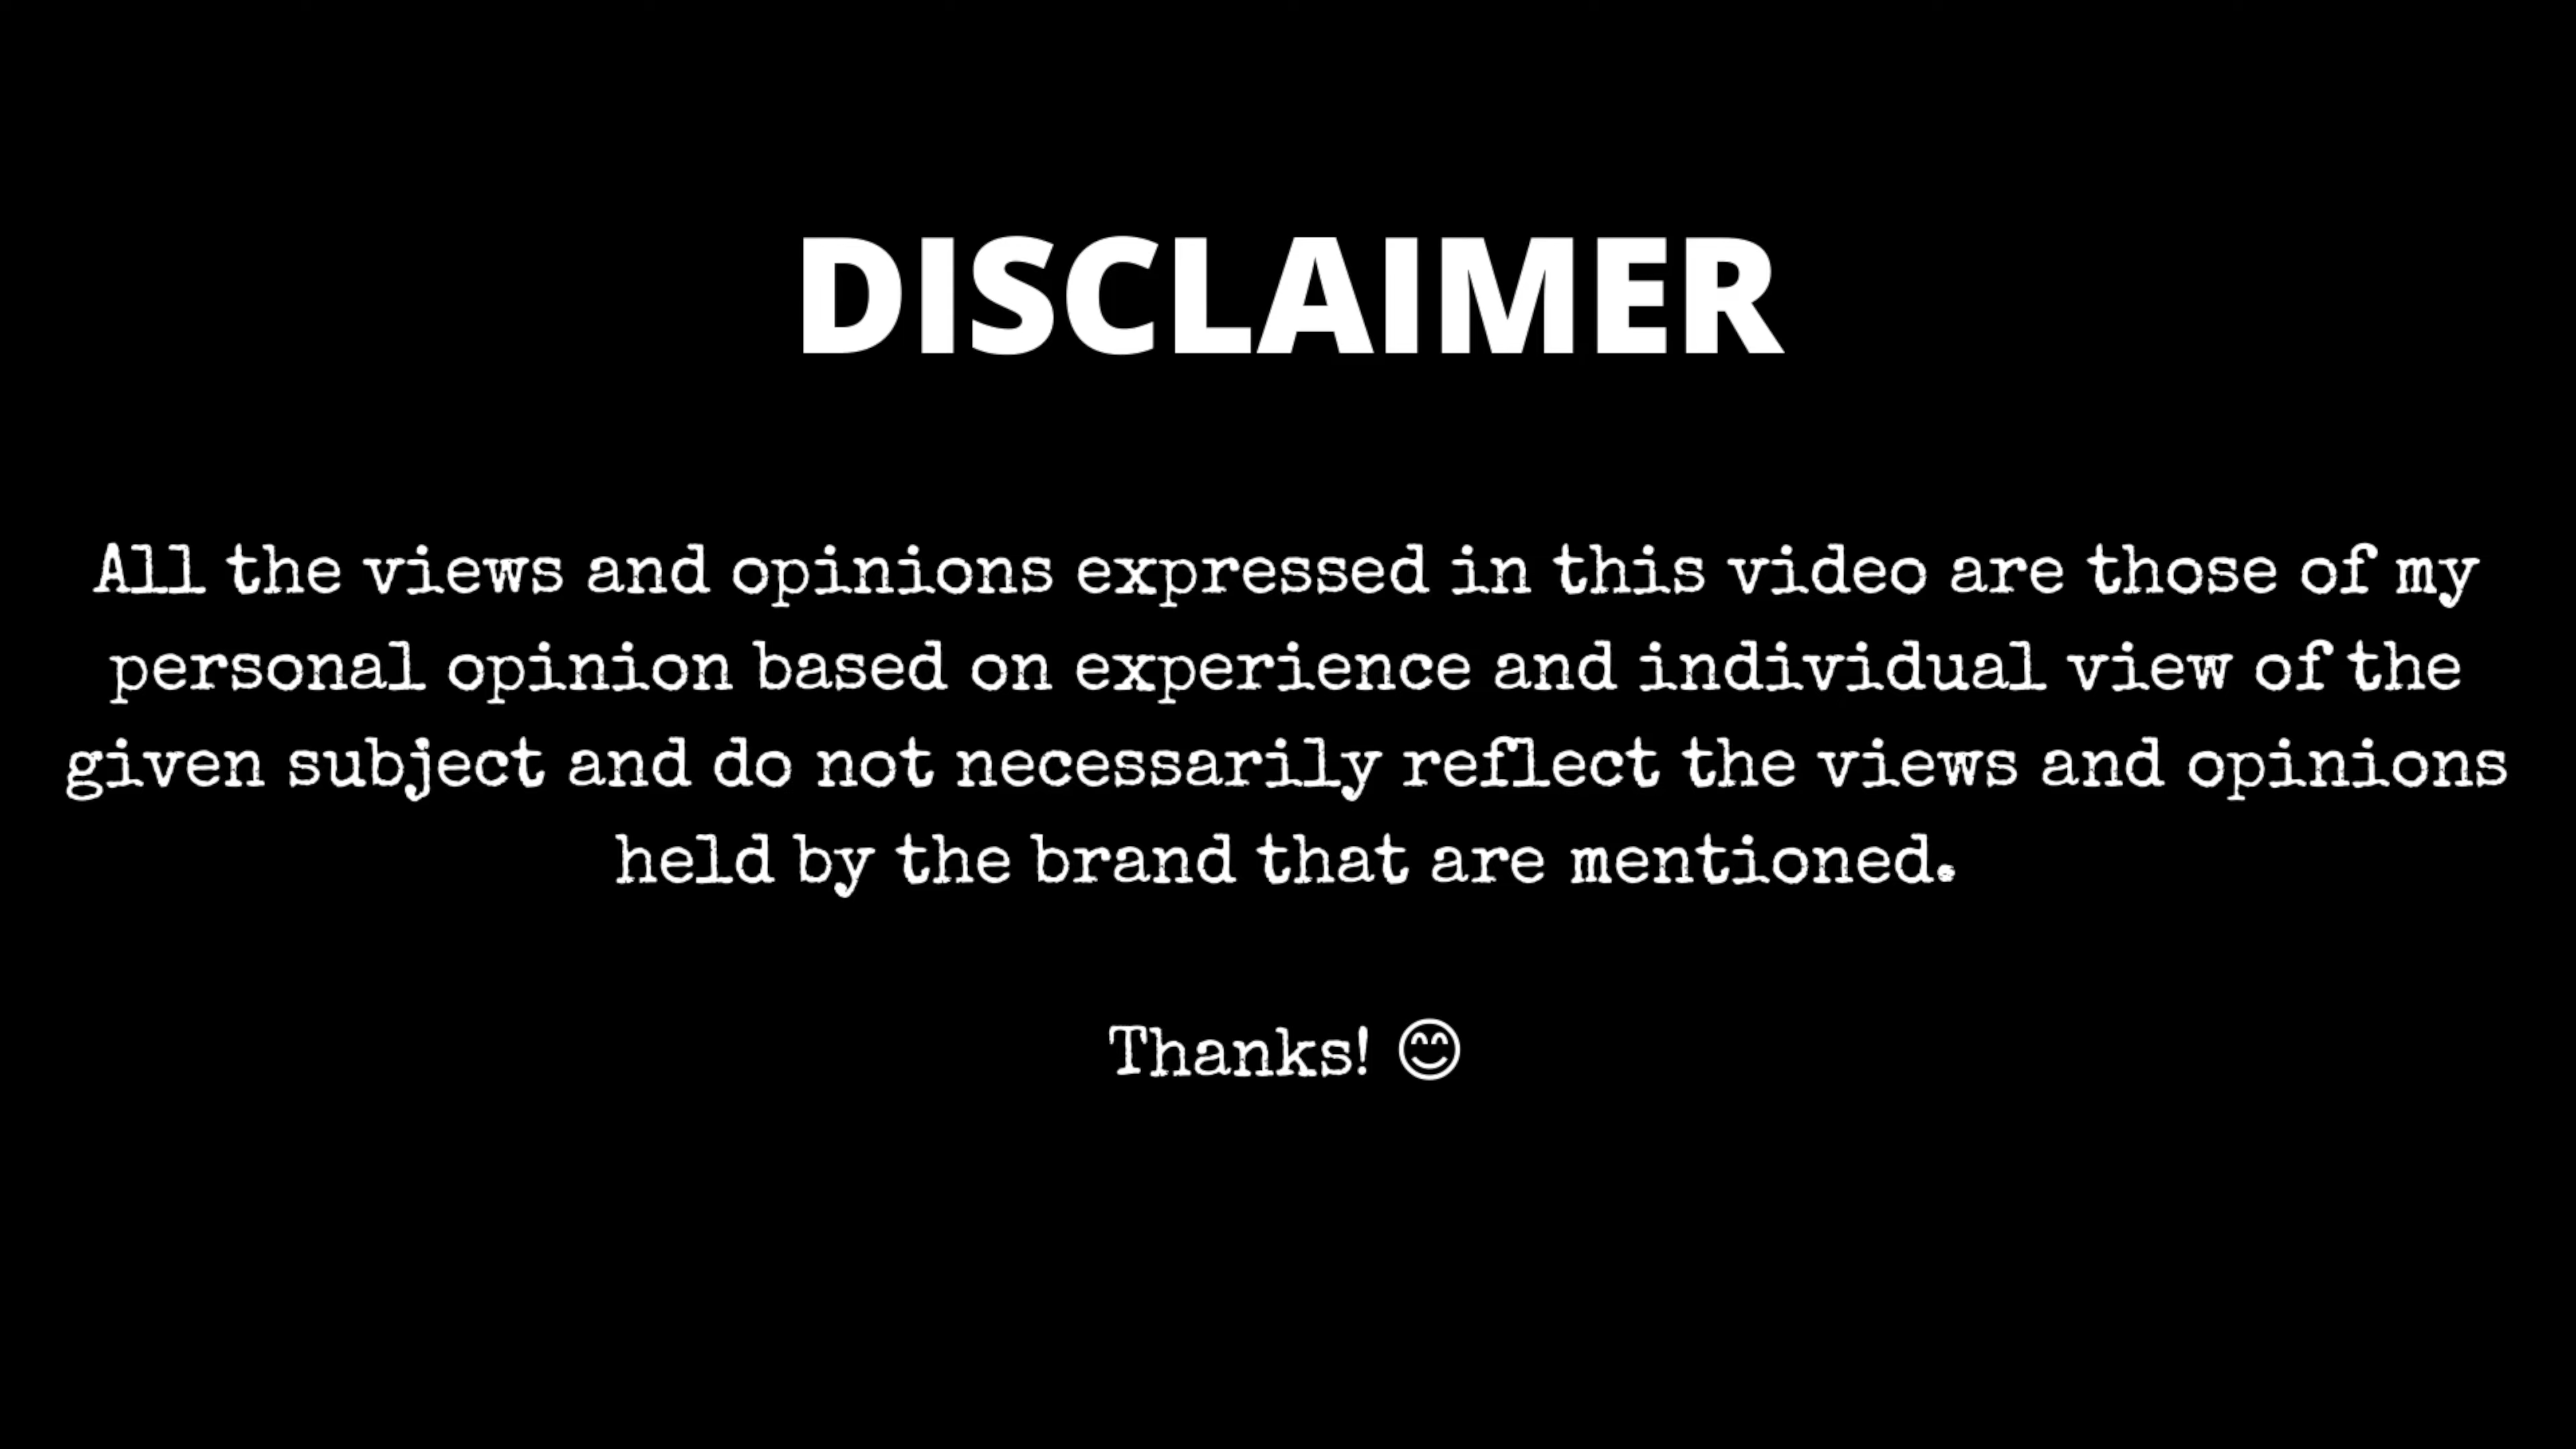 DISCLAIMER
All the views and opinions expressed in this video are those of my
personal opinion based on experience and individual view of the
given subject and do not necessarily reflect the views and opinions
held by the brand that are mentioned.
Thanks! 😊